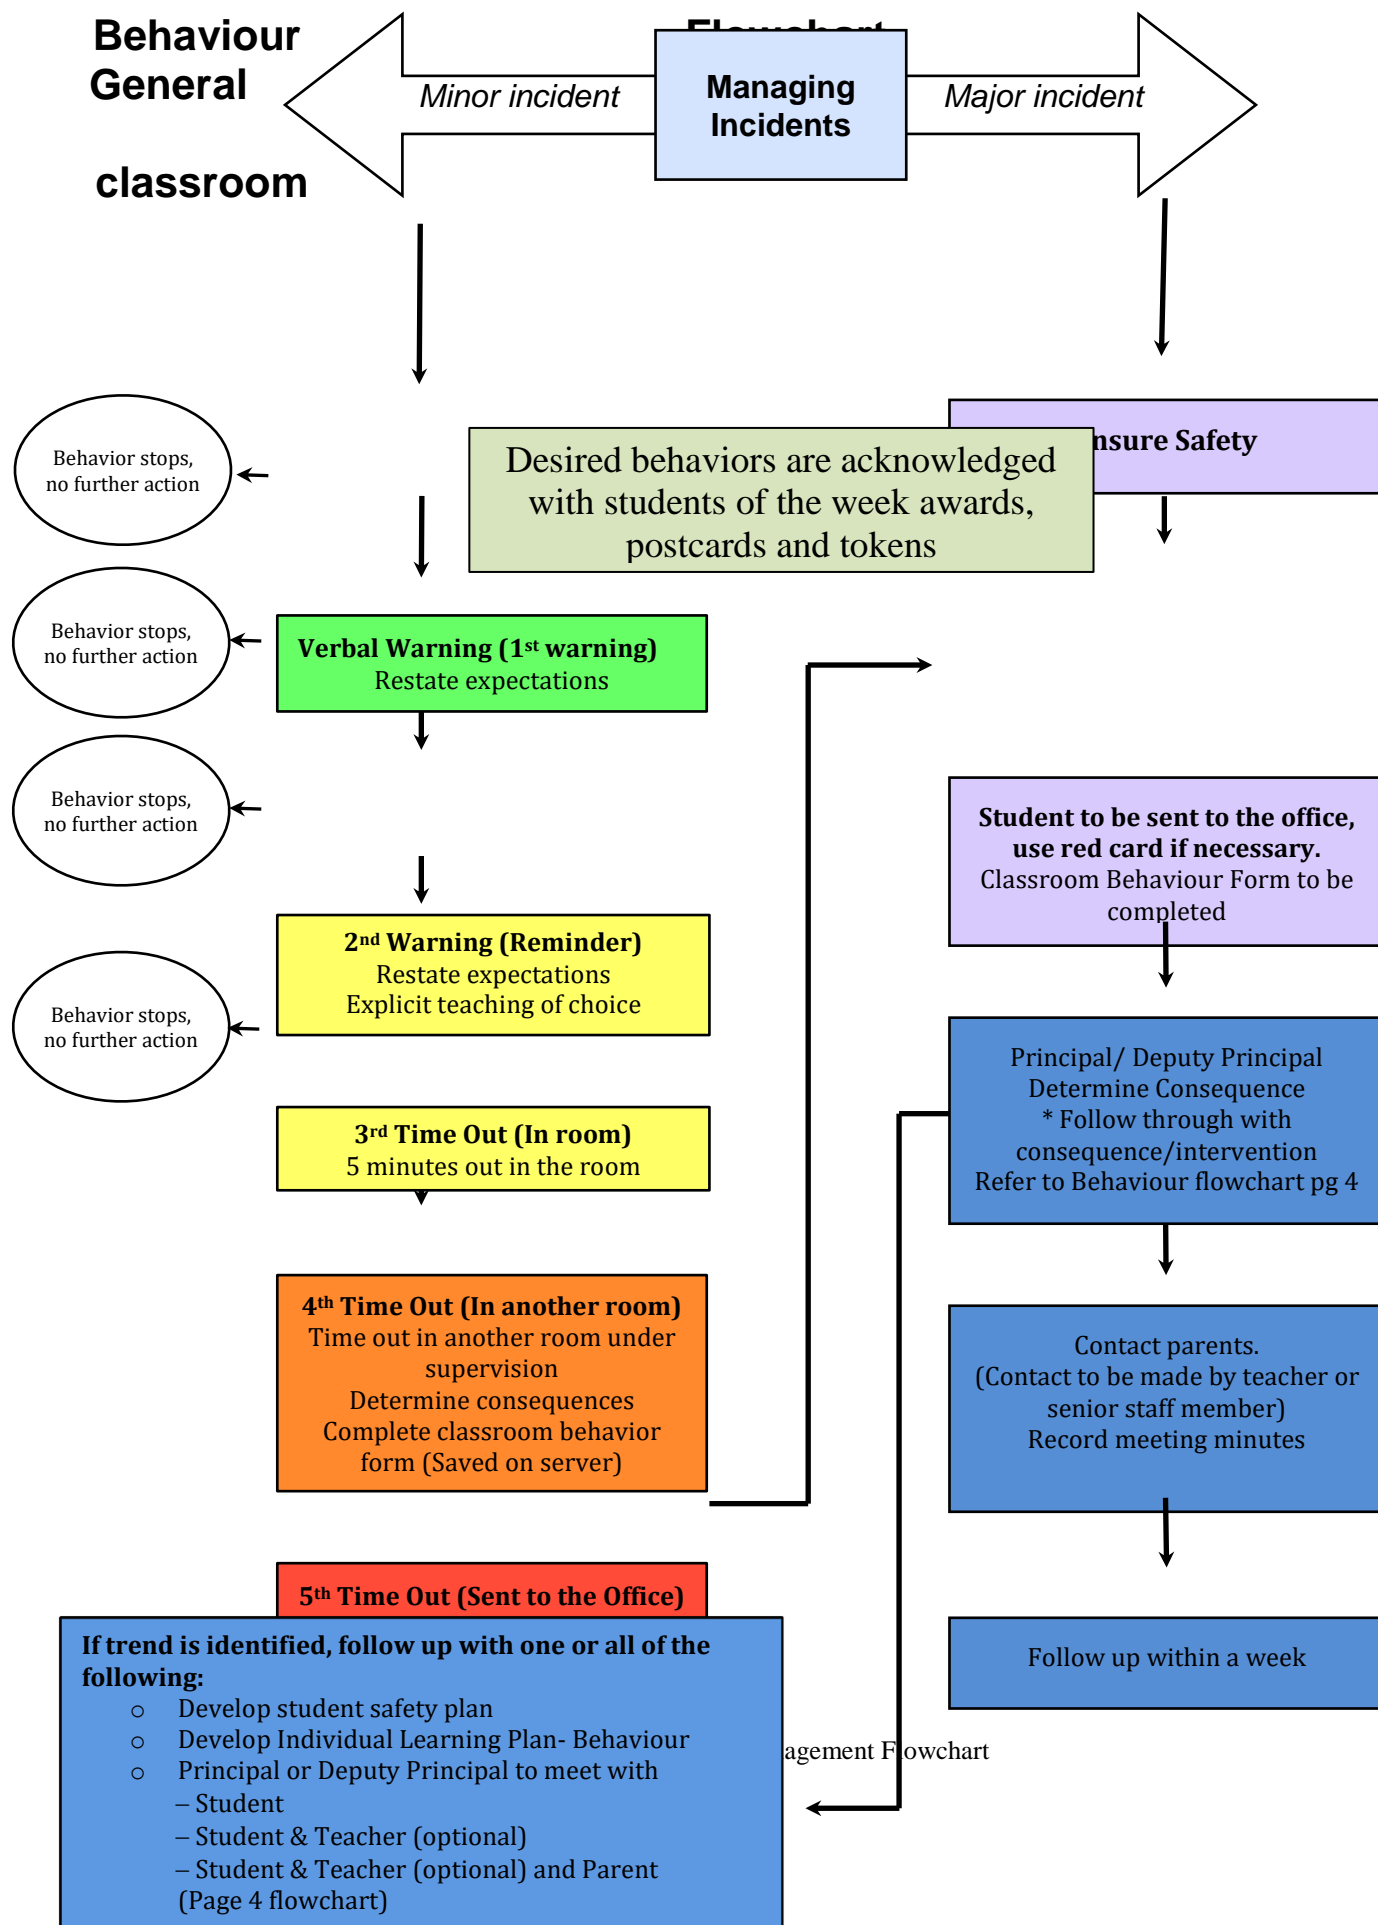 Behaviour
General
classroom
Minor incident
Managing
Incidents
Major incident
Behavior stops,
no further action
Desired behaviors are acknowledged
with students of the week awards,
postcards and tokens
Safety
Behavior stops,
no further action
Verbal Warning (1st warning)
Restate expectations
Behavior stops,
no further action
Student to be sent to the office,
use red card if necessary.
Classroom Behaviour Form to be
completed
2nd Warning (Reminder)
Restate expectations
Explicit teaching of choice
Behavior stops,
no further action
3rd Time Out (In room)
5 minutes out in the room
Principal/ Deputy Principal
Determine Consequence
* Follow through with
consequence/intervention
Refer to Behaviour flowchart pg 4
4th Time Out (In another room)
Time out in another room under
supervision
Determine consequences
Complete classroom behavior
form (Saved on server)
Contact parents.
(Contact to be made by teacher or
senior staff member)
Record meeting minutes
5th Time Out (Sent to the Office)
If trend is identified, follow up with one or all of the
following:
o Develop student safety plan
o Develop Individual Learning Plan- Behaviour
o Principal or Deputy Principal to meet with
– Student
– Student & Teacher (optional)
– Student & Teacher (optional) and Parent
(Page 4 flowchart)
Follow up within a week
Flowchart